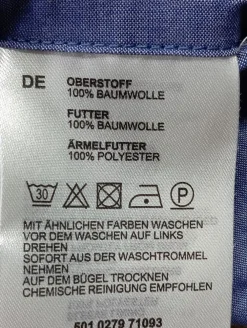 DE OBERSTOFF
100% BAUMWOLLE
FUTTER
100% BAUMWOLLE
ÄRMELFUTTER
100% POLYESTER
30 P
MIT ÄHNLICHEN FARBEN WASCHEN
VOR DEM WASCHEN AUF LINKS
DREHEN
SOFORT AUS DER WASCHTROMMEL
NEHMEN
AUF DEM BÜGEL TROCKNEN
CHEMISCHE REINIGUNG EMPFOHLEN
501 0279 71093